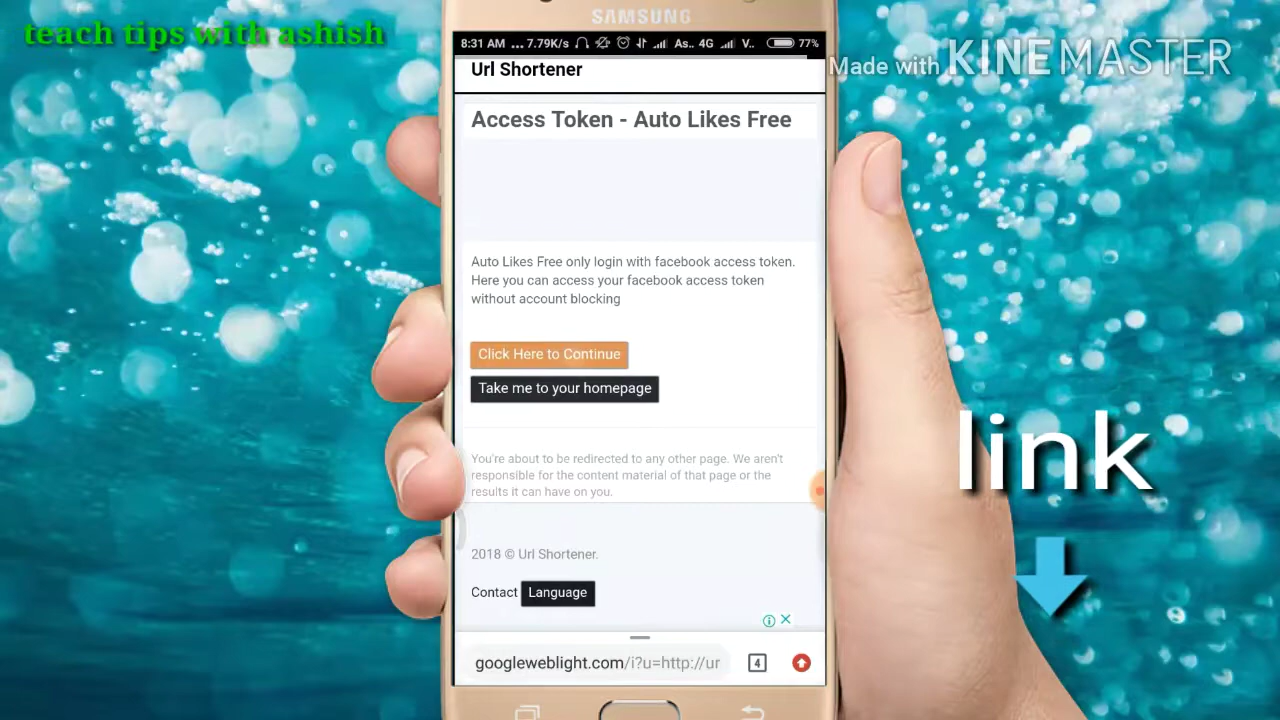 teach tips with ashish
Made with KINEMASTER
SAMSUNG
8:31 AM ... 7.79K/s As.. 4G V.. 77%
Url Shortener
Access Token - Auto Likes Free
Auto Likes Free only login with facebook access token.
Here you can access your facebook access token
without account blocking
Click Here to Continue
Take me to your homepage
You're about to be redirected to any other page. We aren't
responsible for the content material of that page or the
results it can have on you.
2018 © Url Shortener.
Contact Language
googleweblight.com/i?u=http://ur
4
link